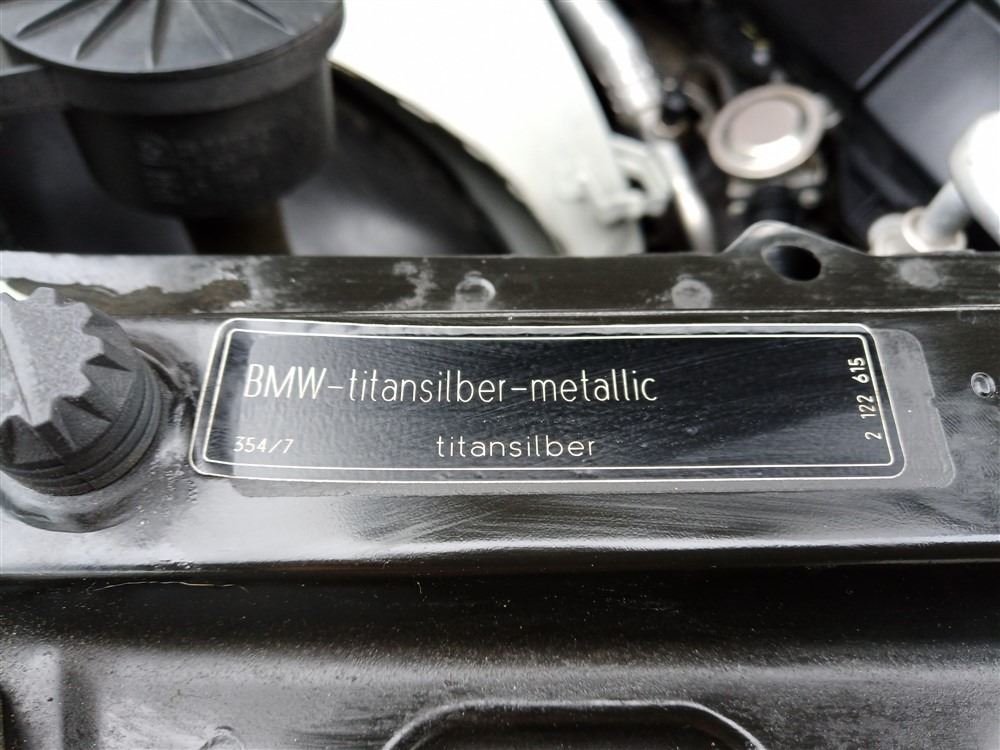 BMW-titansilber-metallic
354/7
titansilber
2 122 615